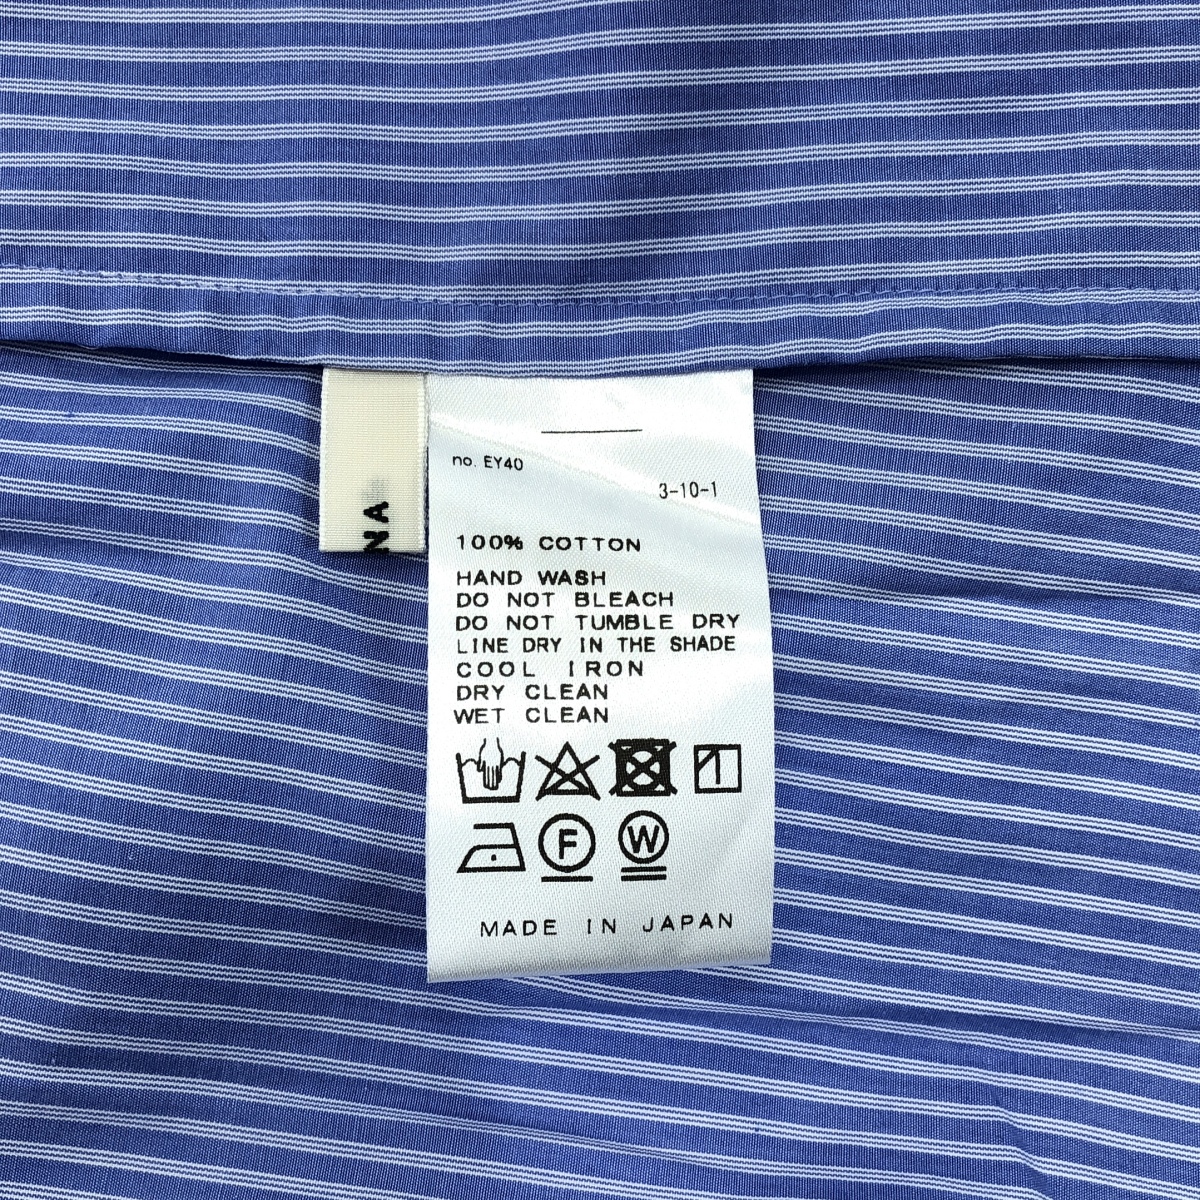 no. EY40
3-10-1
100% COTTON
HAND WASH
DO NOT BLEACH
DO NOT TUMBLE DRY
LINE DRY IN THE SHADE
COOL IRON
DRY CLEAN
WET CLEAN
F
W
MADE IN JAPAN
NA